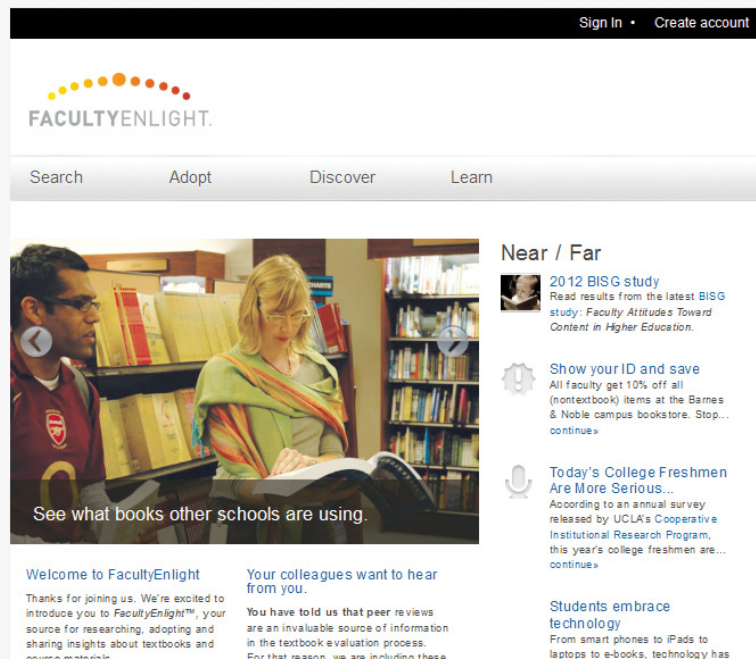 Sign In • Create account
FACULTYENLIGHT.
Search Adopt Discover Learn
CHARTS
See what books other schools are using.
Near / Far
2012 BISG study
Read results from the latest BISG
study: Faculty Attitudes Toward
Content in Higher Education.
Show your ID and save
All faculty get 10% off all
(nontextbook) items at the Barnes
& Noble campus bookstore. Stop...
continue»
Today's College Freshmen
Are More Serious...
According to an annual survey
released by UCLA's Cooperative
Institutional Research Program,
this year's college freshmen are...
continue»
Students embrace
technology
From smart phones to iPads to
laptops to e-books, technology has
Welcome to FacultyEnlight
Thanks for joining us. We're excited to
introduce you to FacultyEnlight™, your
source for researching, adopting and
sharing insights about textbooks and
course materials.
Your colleagues want to hear
from you.
You have told us that peer reviews
are an invaluable source of information
in the textbook evaluation process.
For that reason, we are including these